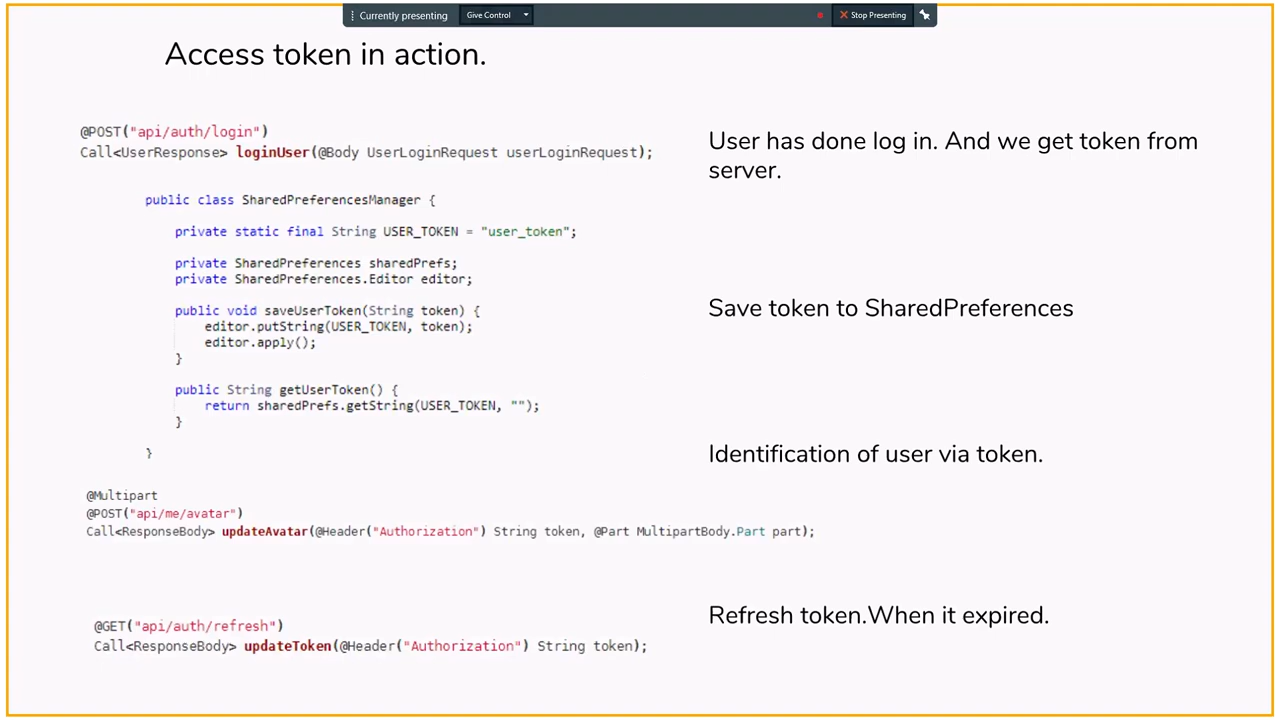 Currently presenting
Give Control
Stop Presenting
Access token in action.
@POST("api/auth/login")
Call<UserResponse> loginUser(@Body UserLoginRequest userLoginRequest);
User has done log in. And we get token from
server.
public class SharedPreferencesManager {
private static final String USER_TOKEN = "user_token";
private SharedPreferences sharedPrefs;
private SharedPreferences.Editor editor;
public void saveUserToken(String token) {
editor.putString(USER_TOKEN, token);
editor.apply();
}
public String getUserToken() {
return sharedPrefs.getString(USER_TOKEN, "");
}
}
Save token to SharedPreferences
Identification of user via token.
@Multipart
@POST("api/me/avatar")
Call<ResponseBody> updateAvatar(@Header("Authorization") String token, @Part MultipartBody.Part part);
Refresh token.When it expired.
@GET("api/auth/refresh")
Call<ResponseBody> updateToken(@Header("Authorization") String token);